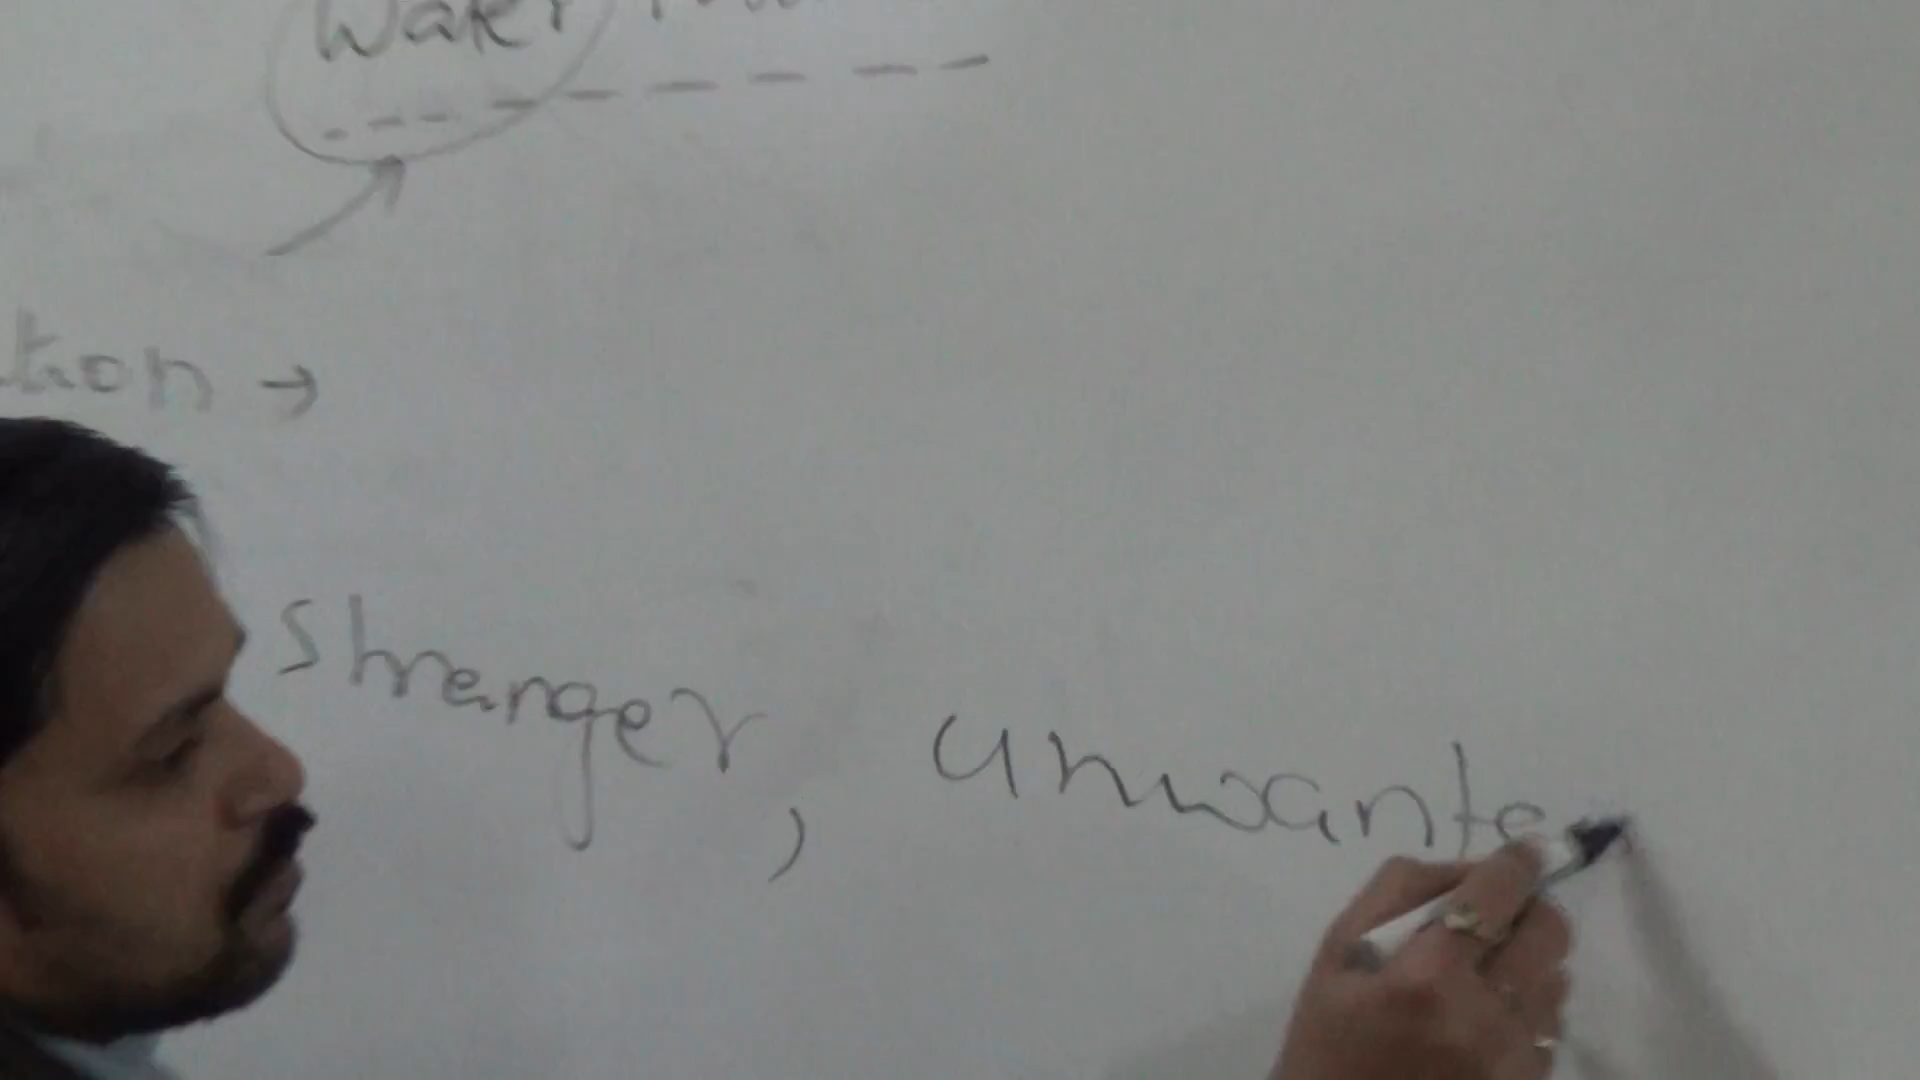 Water
tion →
Stranger, unwante